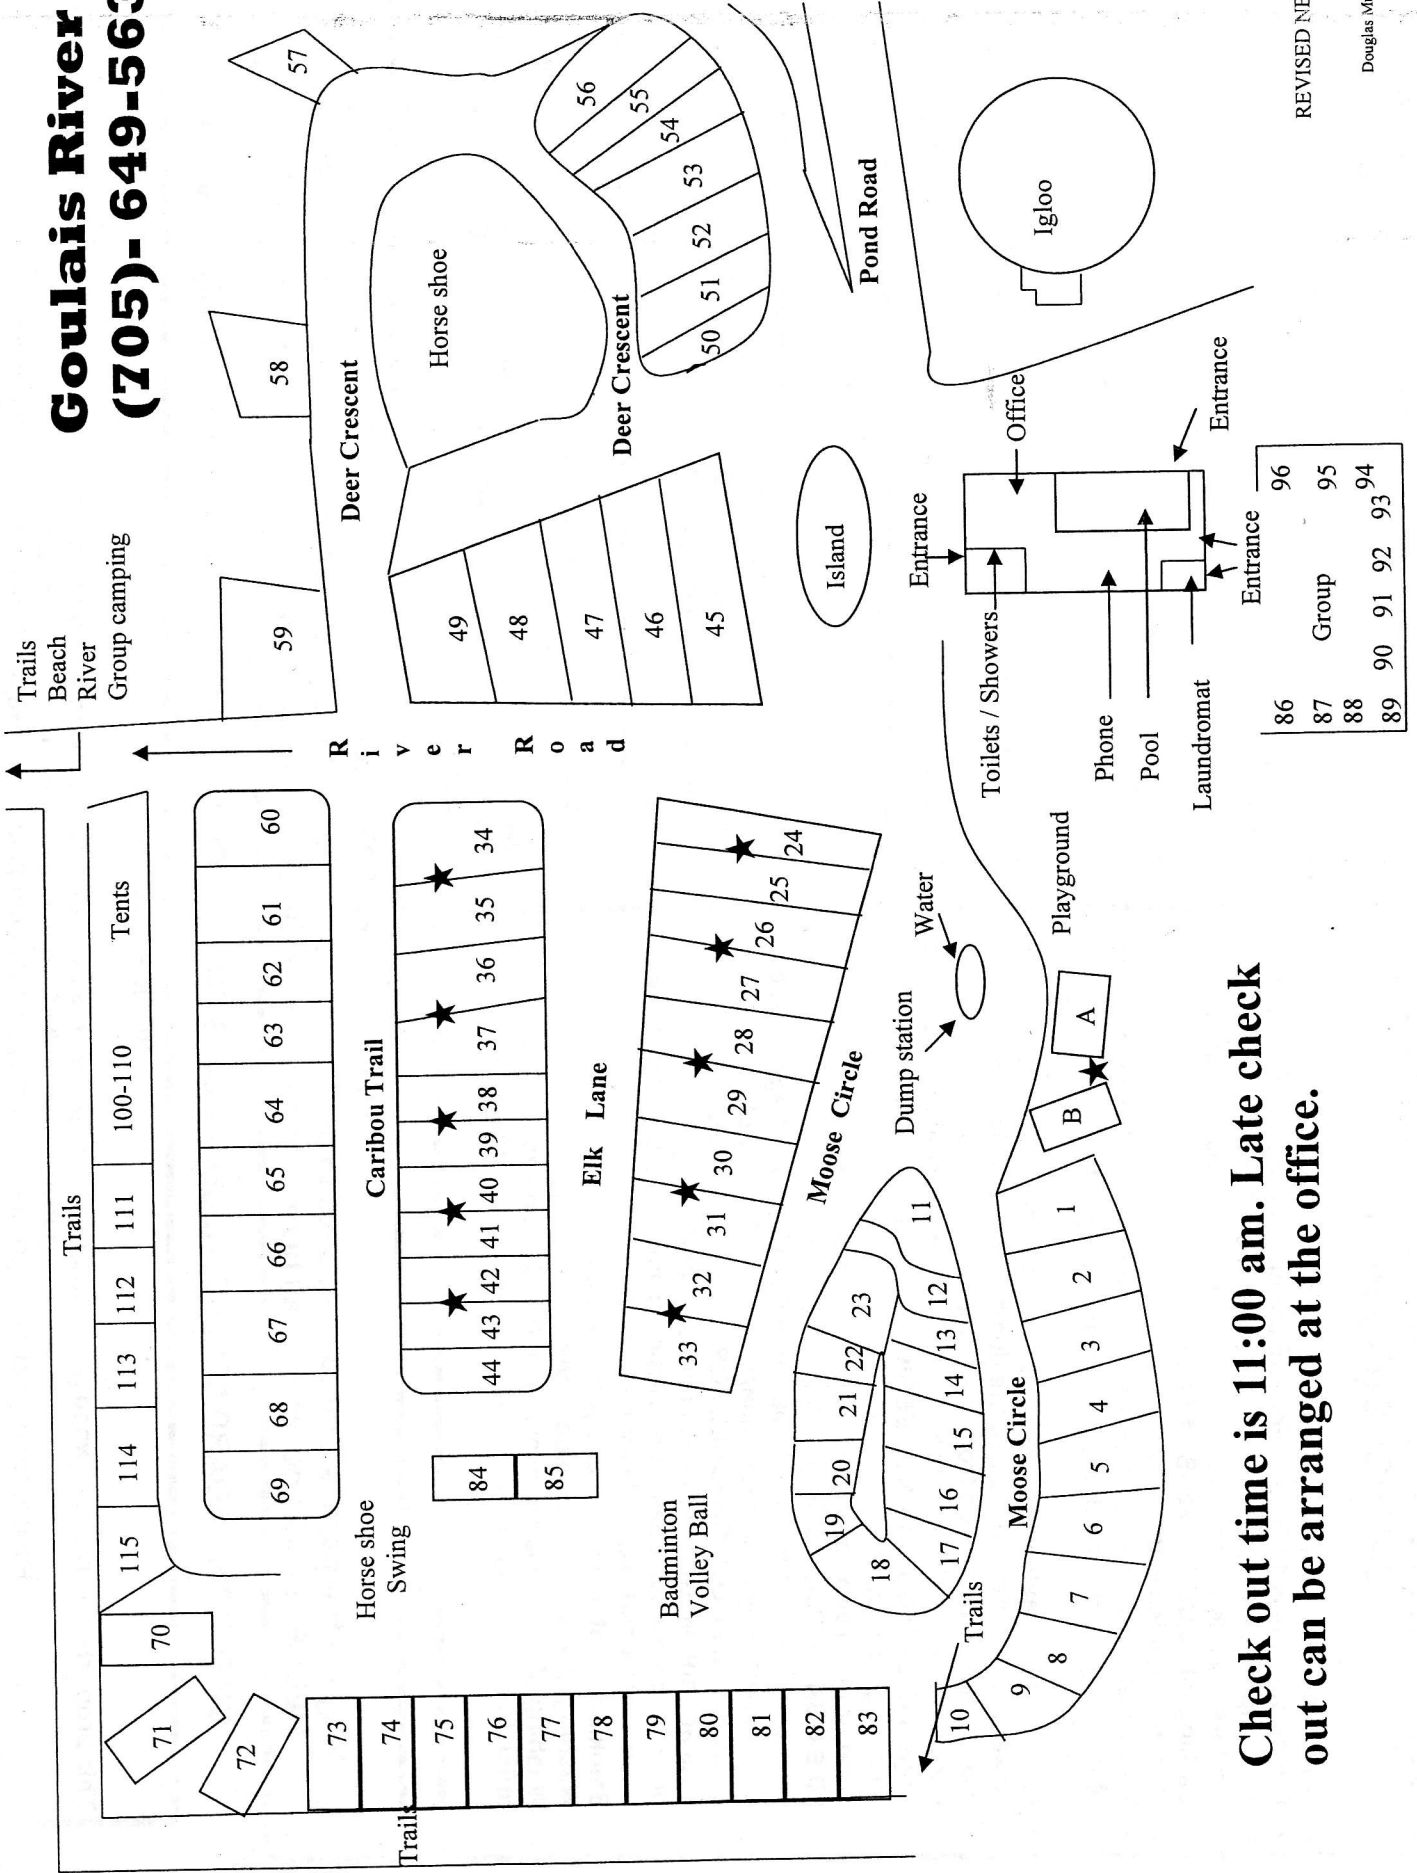 Goulais River
(705)- 649-563
Trails
Beach
River
Group camping
Trails
115
114
113
112
111
100-110
Tents
70
71
72
69
68
67
66
65
64
63
62
61
60
59
58
57
River Road
Deer Crescent
Caribou Trail
Horse shoe
Swing
Horse shoe
73
74
75
76
77
78
79
80
81
82
83
Trails
84
85
44
43
42
41
40
39
38
37
36
35
34
49
48
47
46
45
Elk Lane
Deer Crescent
56
55
54
53
52
51
50
Badminton
Volley Ball
33
32
31
30
29
28
27
26
25
24
Moose Circle
Island
Pond Road
23
22
21
20
19
18
17
16
15
14
13
12
11
Dump station
Water
Entrance
Trails
Moose Circle
10
9
8
7
6
5
4
3
2
1
B
A
Playground
Toilets / Showers
Office
Igloo
Phone
Pool
Laundromat
Entrance
Entrance
86
87
88
89
90
91
92
93
94
95
96
Group
Check out time is 11:00 am. Late check
out can be arranged at the office.
REVISED NE
Douglas M